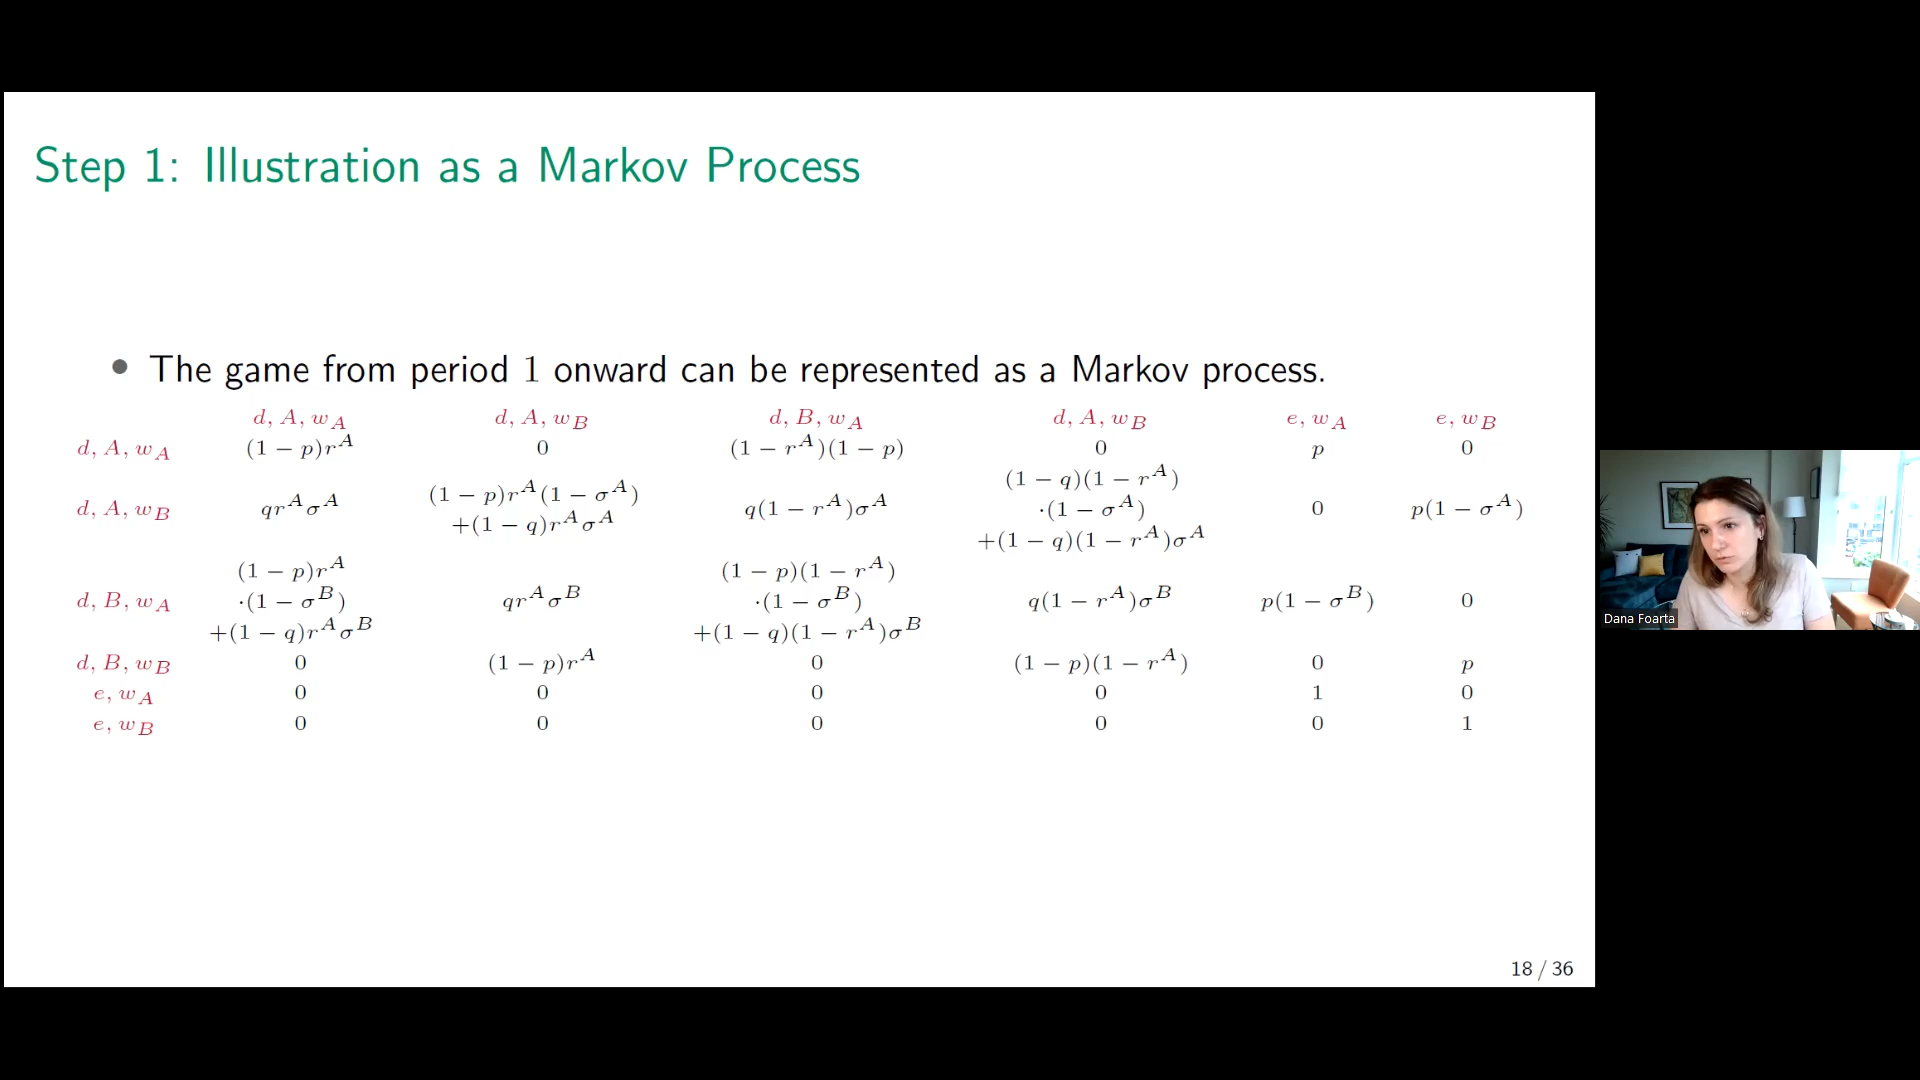 Step 1: Illustration as a Markov Process
• The game from period 1 onward can be represented as a Markov process.
d, A, w_A d, A, w_B d, B, w_A d, A, w_B e, w_A e, w_B
d, A, w_A (1 − p)r^A 0 (1 − r^A)(1 − p) 0 p 0
(1 − q)(1 − r^A)
(1 − p)r^A(1 − σ^A)
d, A, w_B qr^Aσ^A q(1 − r^A)σ^A ·(1 − σ^A) 0 p(1 − σ^A)
+(1 − q)r^Aσ^A
+(1 − q)(1 − r^A)σ^A
(1 − p)r^A (1 − p)(1 − r^A)
d, B, w_A ·(1 − σ^B) qr^Aσ^B ·(1 − σ^B) q(1 − r^A)σ^B p(1 − σ^B) 0
+(1 − q)r^Aσ^B +(1 − q)(1 − r^A)σ^B
d, B, w_B 0 (1 − p)r^A 0 (1 − p)(1 − r^A) 0 p
e, w_A 0 0 0 0 1 0
e, w_B 0 0 0 0 0 1
18 / 36
Dana Foarta